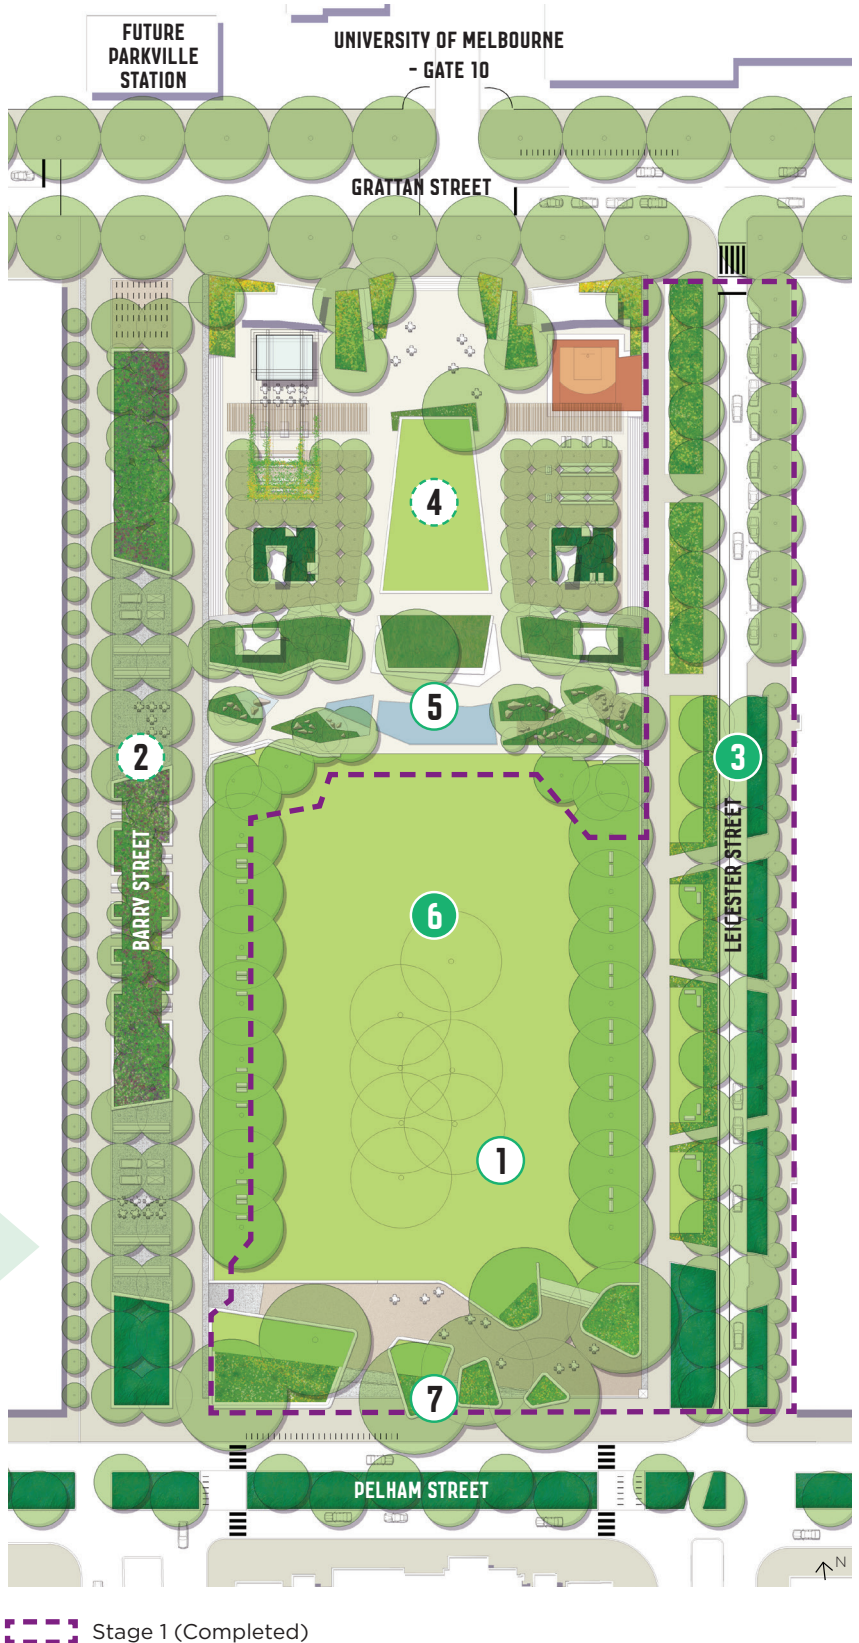 FUTURE
PARKVILLE
STATION
UNIVERSITY OF MELBOURNE
- GATE 10
GRATTAN STREET
4
5
2
3
BARRY STREET
LEICESTER STREET
6
1
7
PELHAM STREET
N
Stage 1 (Completed)